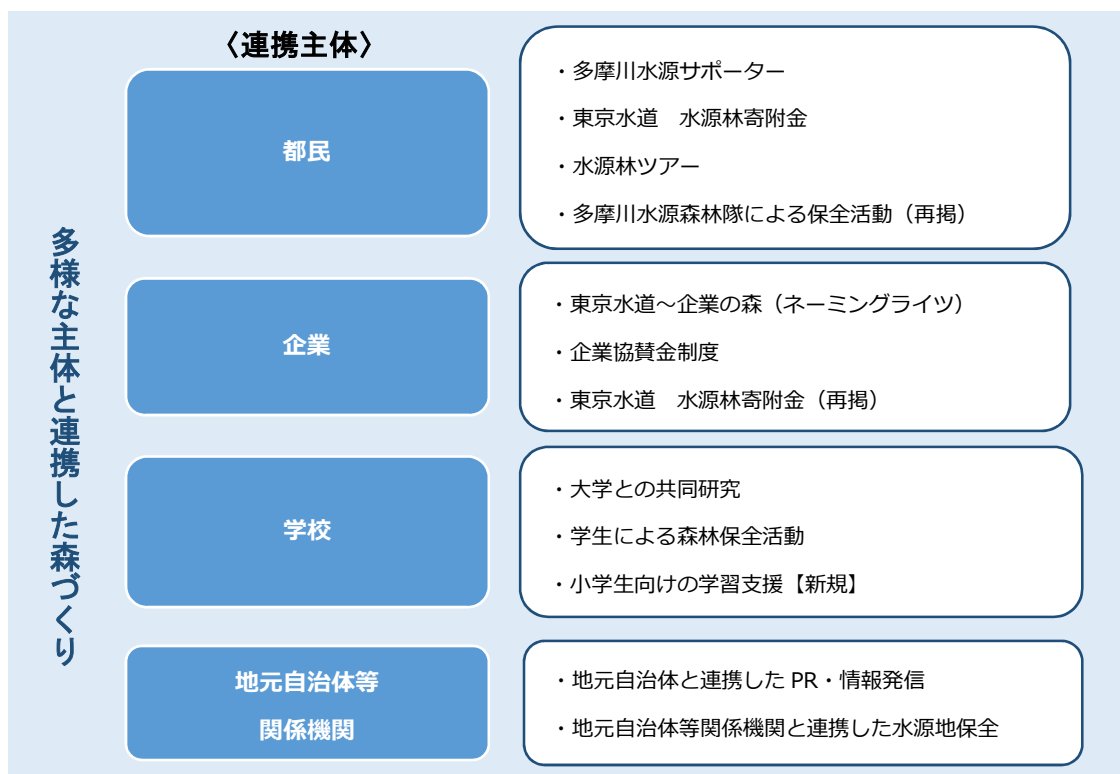 多様な主体と連携した森づくり
〈連携主体〉
都民
・多摩川水源サポーター
・東京水道　水源林寄附金
・水源林ツアー
・多摩川水源森林隊による保全活動（再掲）
企業
・東京水道～企業の森（ネーミングライツ）
・企業協賛金制度
・東京水道　水源林寄附金（再掲）
学校
・大学との共同研究
・学生による森林保全活動
・小学生向けの学習支援【新規】
地元自治体等
関係機関
・地元自治体と連携した PR・情報発信
・地元自治体等関係機関と連携した水源地保全